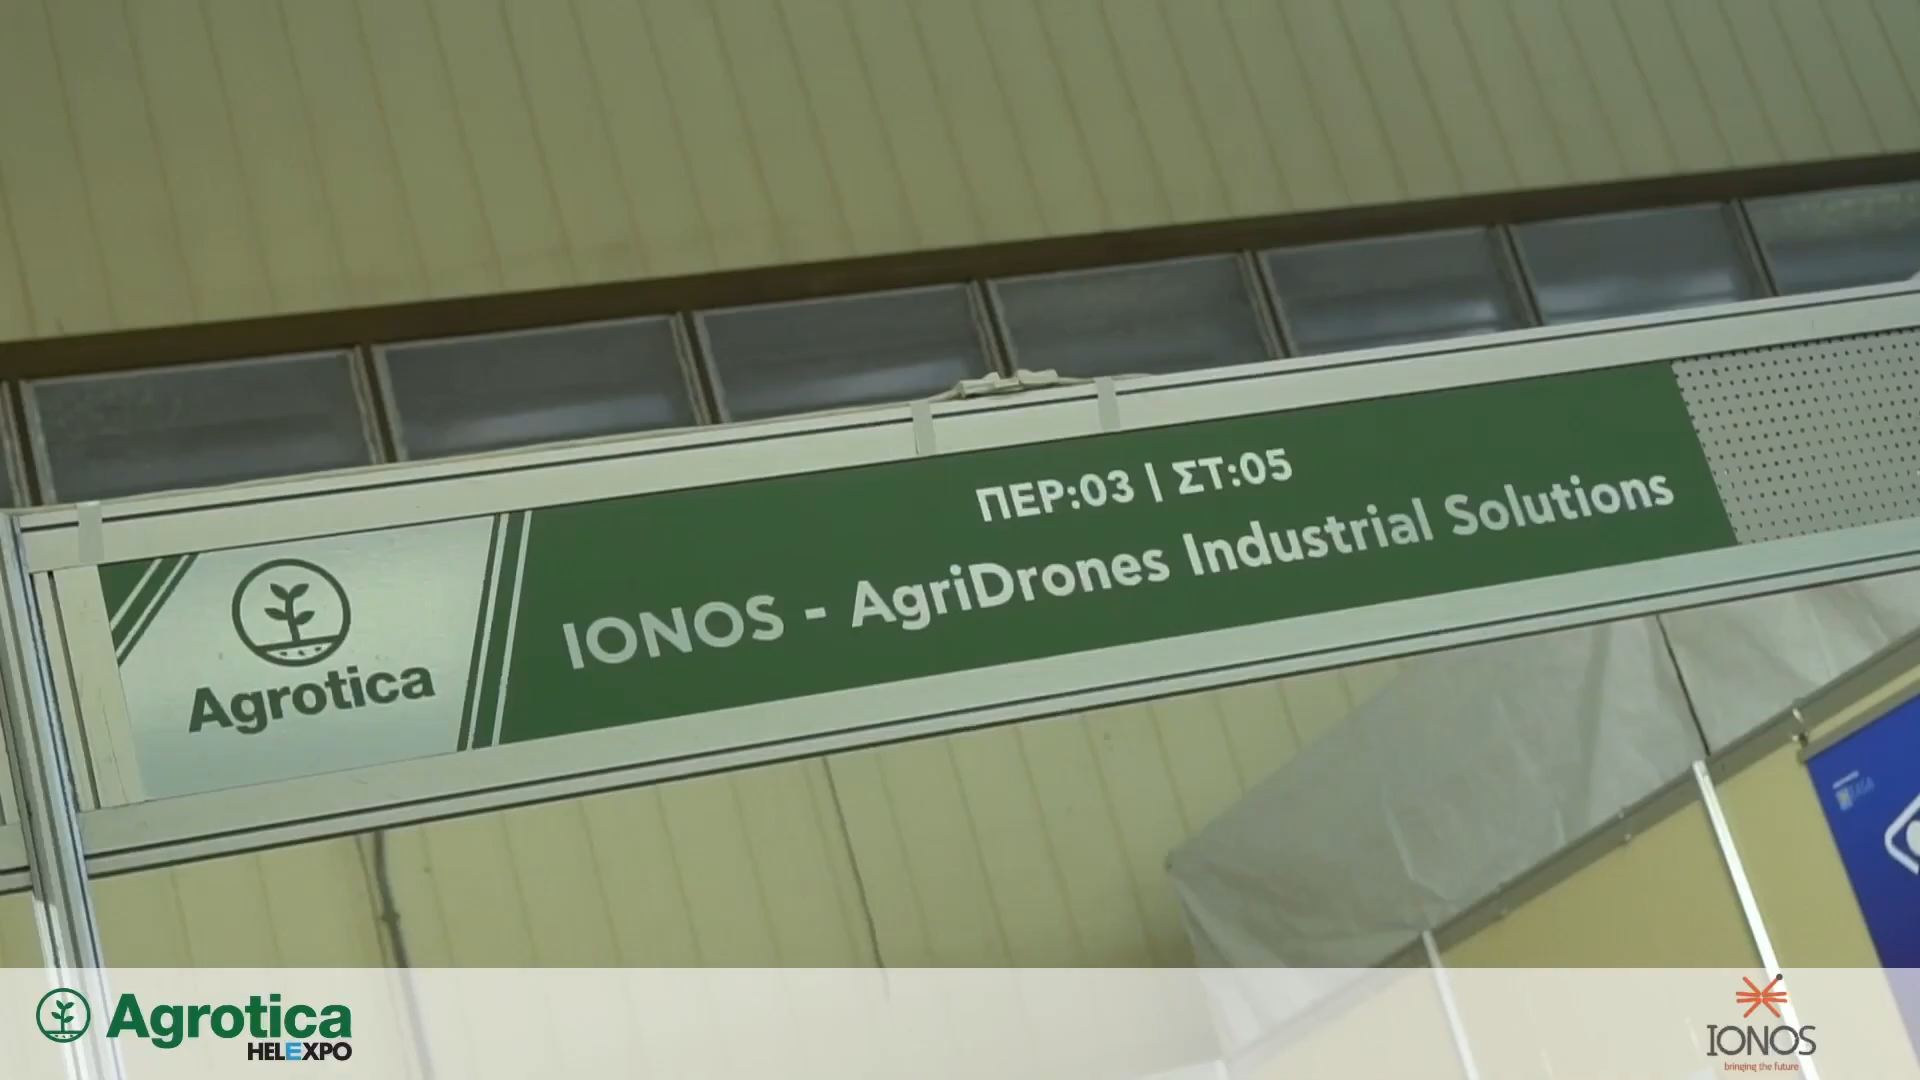 ΠΕΡ:03 | ΣΤ:05
IONOS - AgriDrones Industrial Solutions
Agrotica
Agrotica
HELEXPO
IONOS
bringing the future